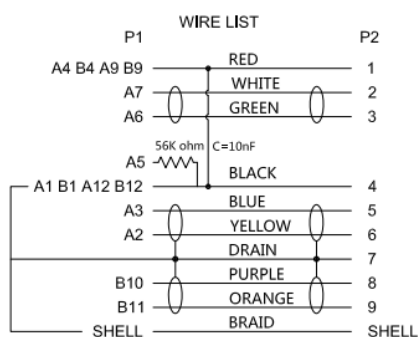 WIRE LIST
P1 P2
A4 B4 A9 B9 RED 1
A7 WHITE 2
A6 GREEN 3
A5 56K ohm C=10nF
A1 B1 A12 B12 BLACK 4
A3 BLUE 5
A2 YELLOW 6
DRAIN 7
B10 PURPLE 8
B11 ORANGE 9
SHELL BRAID SHELL